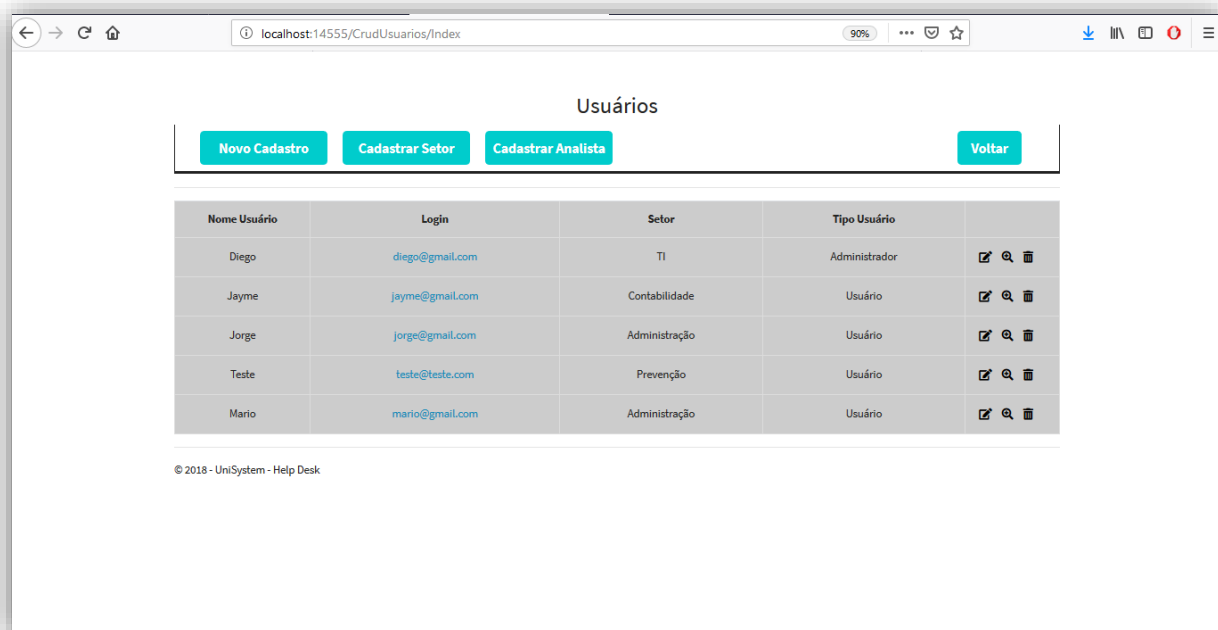 localhost:14555/CrudUsuarios/Index 90%
Usuários
Novo Cadastro Cadastrar Setor Cadastrar Analista Voltar
Nome Usuário Login Setor Tipo Usuário
Diego diego@gmail.com TI Administrador
Jayme jayme@gmail.com Contabilidade Usuário
Jorge jorge@gmail.com Administração Usuário
Teste teste@teste.com Prevenção Usuário
Mario mario@gmail.com Administração Usuário
© 2018 - UniSystem - Help Desk